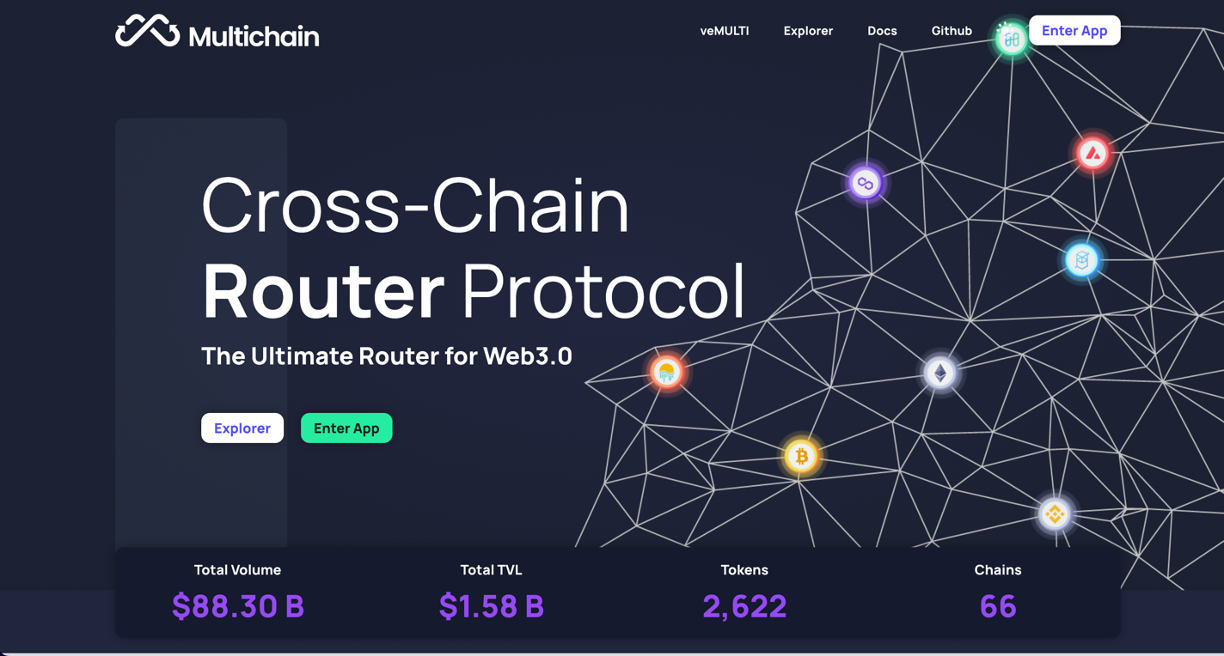 Multichain
veMULTI Explorer Docs Github Enter App
Cross-Chain
Router Protocol
The Ultimate Router for Web3.0
Explorer Enter App
Total Volume Total TVL Tokens Chains
$88.30 B $1.58 B 2,622 66